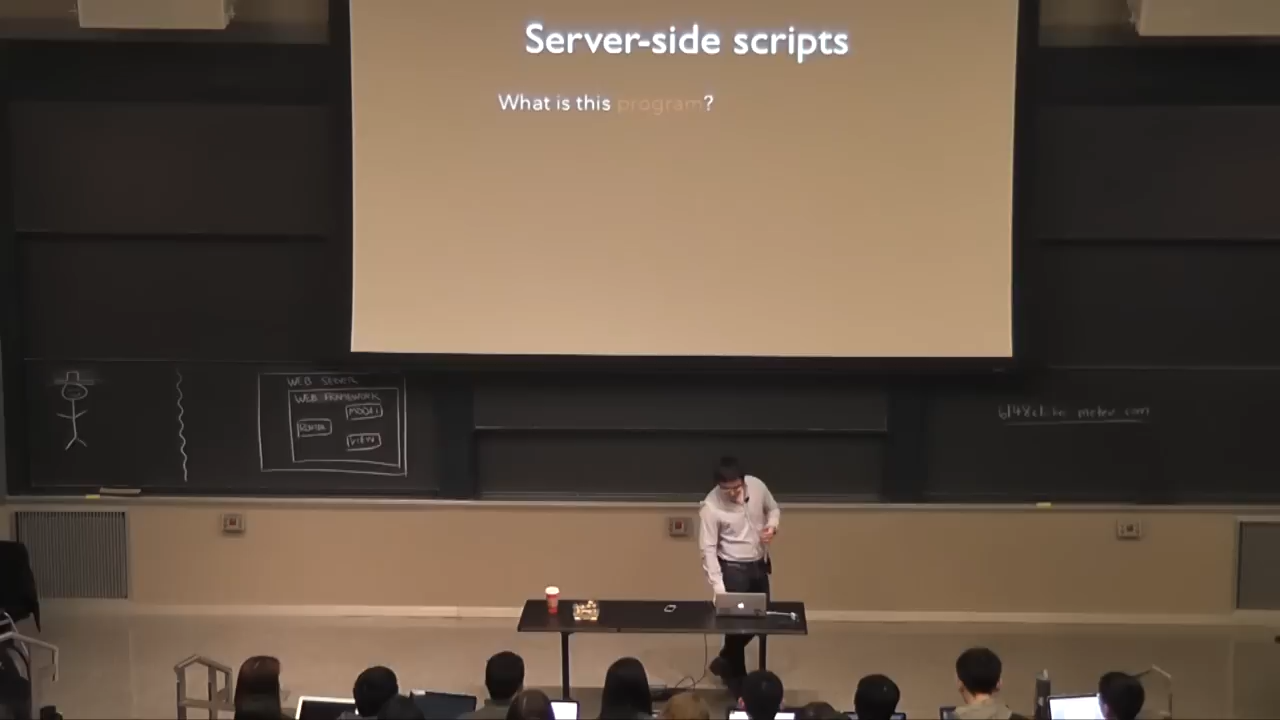 Server-side scripts
What is this program?
WEB SERVER
WEB FRAMEWORK
MODEL
VIEW